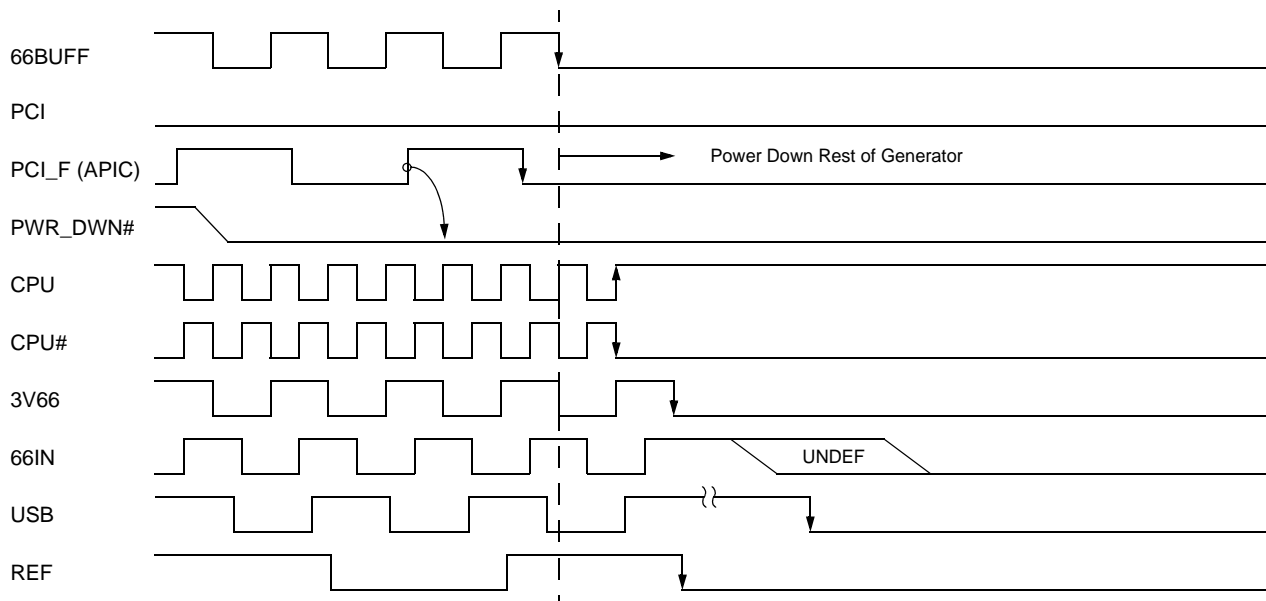 66BUFF
PCI
PCI_F (APIC)
Power Down Rest of Generator
PWR_DWN#
CPU
CPU#
3V66
66IN
UNDEF
USB
REF